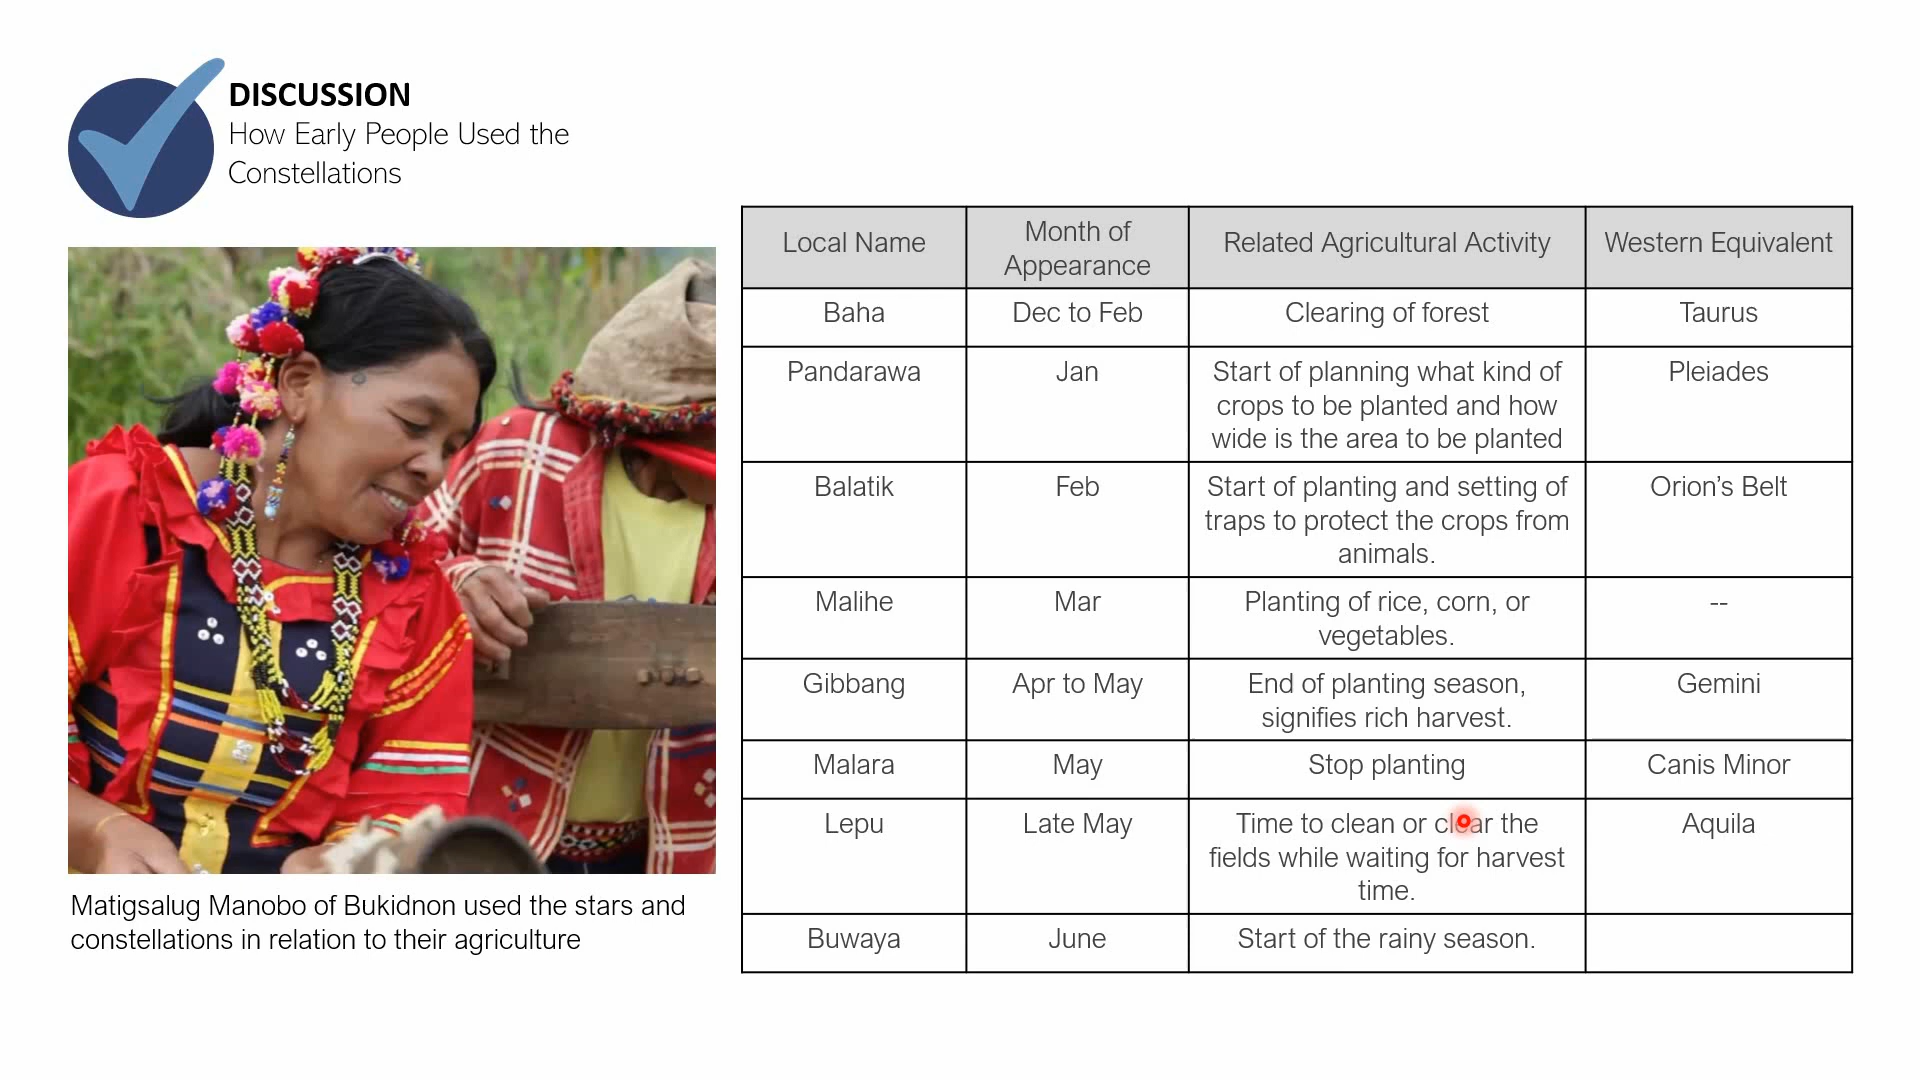 DISCUSSION
How Early People Used the
Constellations
Local Name
Month of
Appearance
Related Agricultural Activity
Western Equivalent
Baha
Dec to Feb
Clearing of forest
Taurus
Pandarawa
Jan
Start of planning what kind of
crops to be planted and how
wide is the area to be planted
Pleiades
Balatik
Feb
Start of planting and setting of
traps to protect the crops from
animals.
Orion’s Belt
Malihe
Mar
Planting of rice, corn, or
vegetables.
--
Gibbang
Apr to May
End of planting season,
signifies rich harvest.
Gemini
Malara
May
Stop planting
Canis Minor
Lepu
Late May
Time to clean or clear the
fields while waiting for harvest
time.
Aquila
Buwaya
June
Start of the rainy season.
Matigsalug Manobo of Bukidnon used the stars and
constellations in relation to their agriculture